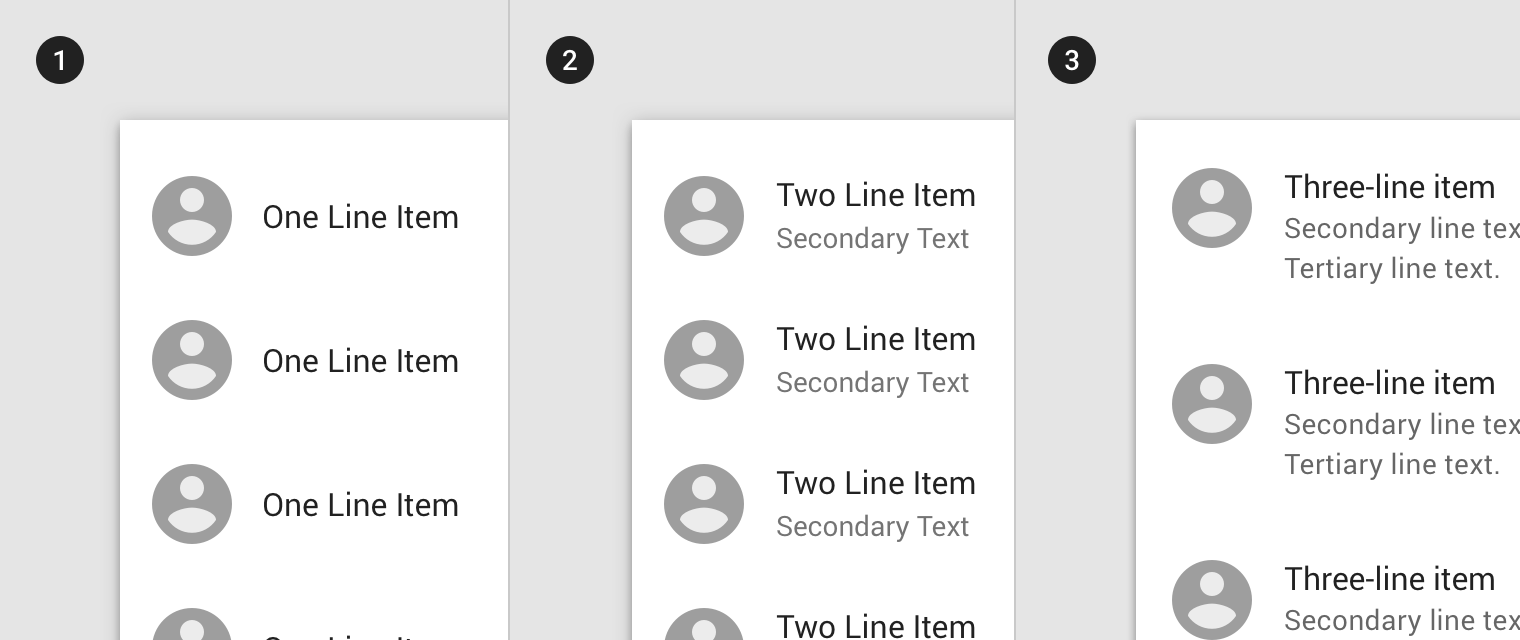 1
One Line Item
One Line Item
One Line Item
2
Two Line Item
Secondary Text
Two Line Item
Secondary Text
Two Line Item
Secondary Text
Two Line Item
3
Three-line item
Secondary line tex
Tertiary line text.
Three-line item
Secondary line tex
Tertiary line text.
Three-line item
Secondary line tex